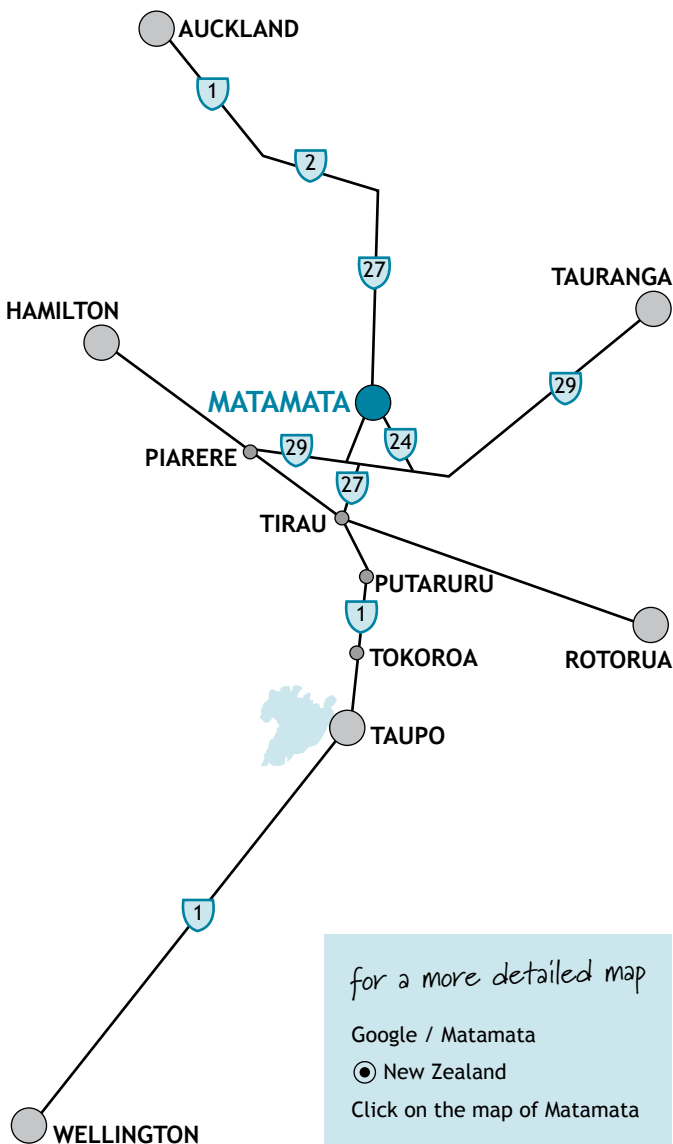 AUCKLAND
1
2
27
TAURANGA
HAMILTON
29
MATAMATA
24
29
PIARERE
27
TIRAU
PUTARURU
1
TOKOROA
ROTORUA
TAUPO
1
for a more detailed map
Google / Matamata
New Zealand
Click on the map of Matamata
WELLINGTON